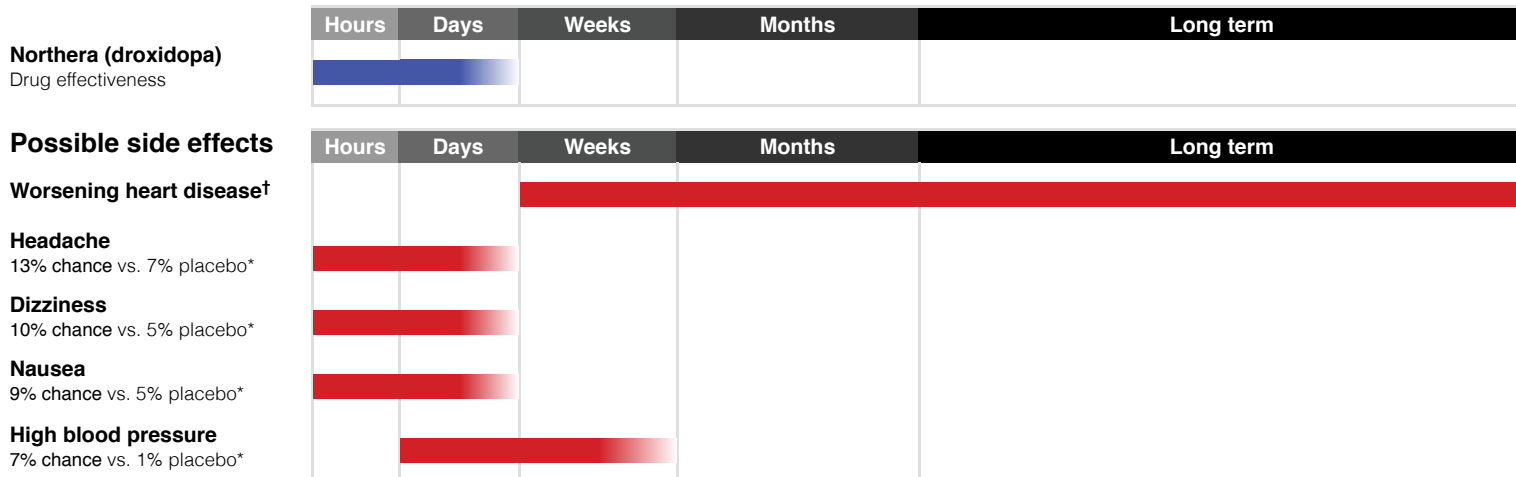 Hours Days Weeks Months Long term
Northera (droxidopa)
Drug effectiveness
Possible side effects
Hours Days Weeks Months Long term
Worsening heart disease†
Headache
13% chance vs. 7% placebo*
Dizziness
10% chance vs. 5% placebo*
Nausea
9% chance vs. 5% placebo*
High blood pressure
7% chance vs. 1% placebo*